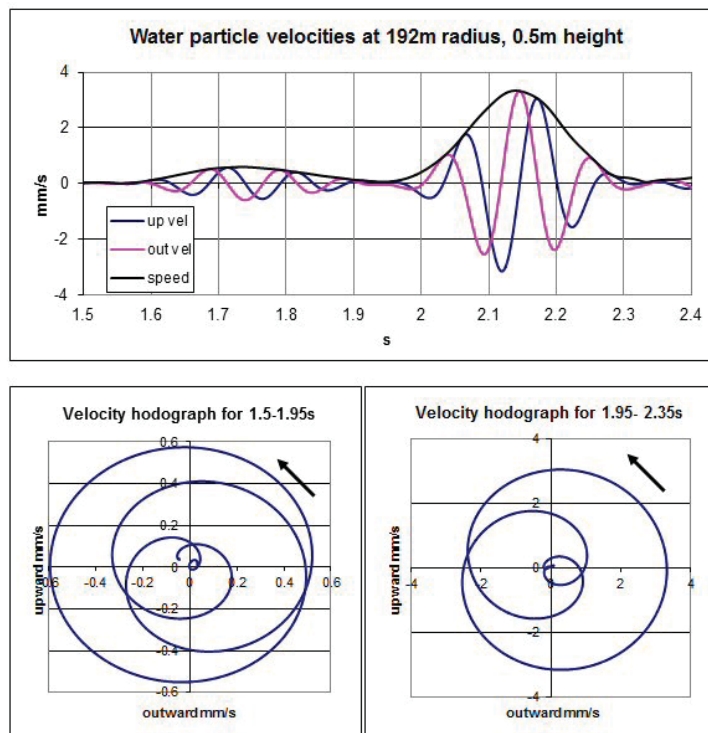 Water particle velocities at 192m radius, 0.5m height
4
2
0
-2
-4
mm/s
up vel
out vel
speed
1.5 1.6 1.7 1.8 1.9 2 2.1 2.2 2.3 2.4
s
Velocity hodograph for 1.5-1.95s
0.6
0.4
0.2
0
-0.2
-0.4
-0.6
0.6 -0.4 -0.2 0 0.2 0.4 0.6
upward mm/s
outward mm/s
Velocity hodograph for 1.95- 2.35s
4
2
0
-2
-4
-4 -2 0 2 4
upward mm/s
outward mm/s